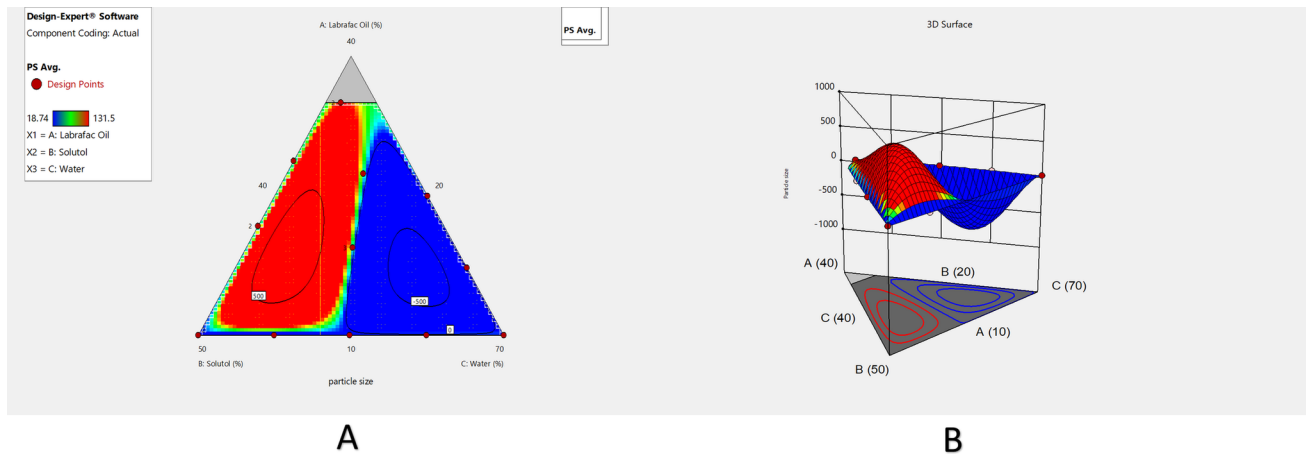 Design-Expert® Software
Component Coding: Actual
PS Avg.
Design Points
18.74 131.5
X1 = A: Labrafac Oil
X2 = B: Solutol
X3 = C: Water
A: Labrafac Oil (%)
40
2
40
20
2
500
-500
0
50
10
70
B: Solutol (%)
C: Water (%)
particle size
A
PS Avg.
3D Surface
1000
500
0
-500
-1000
Particle size
A (40)
B (20)
C (70)
C (40)
A (10)
B (50)
B